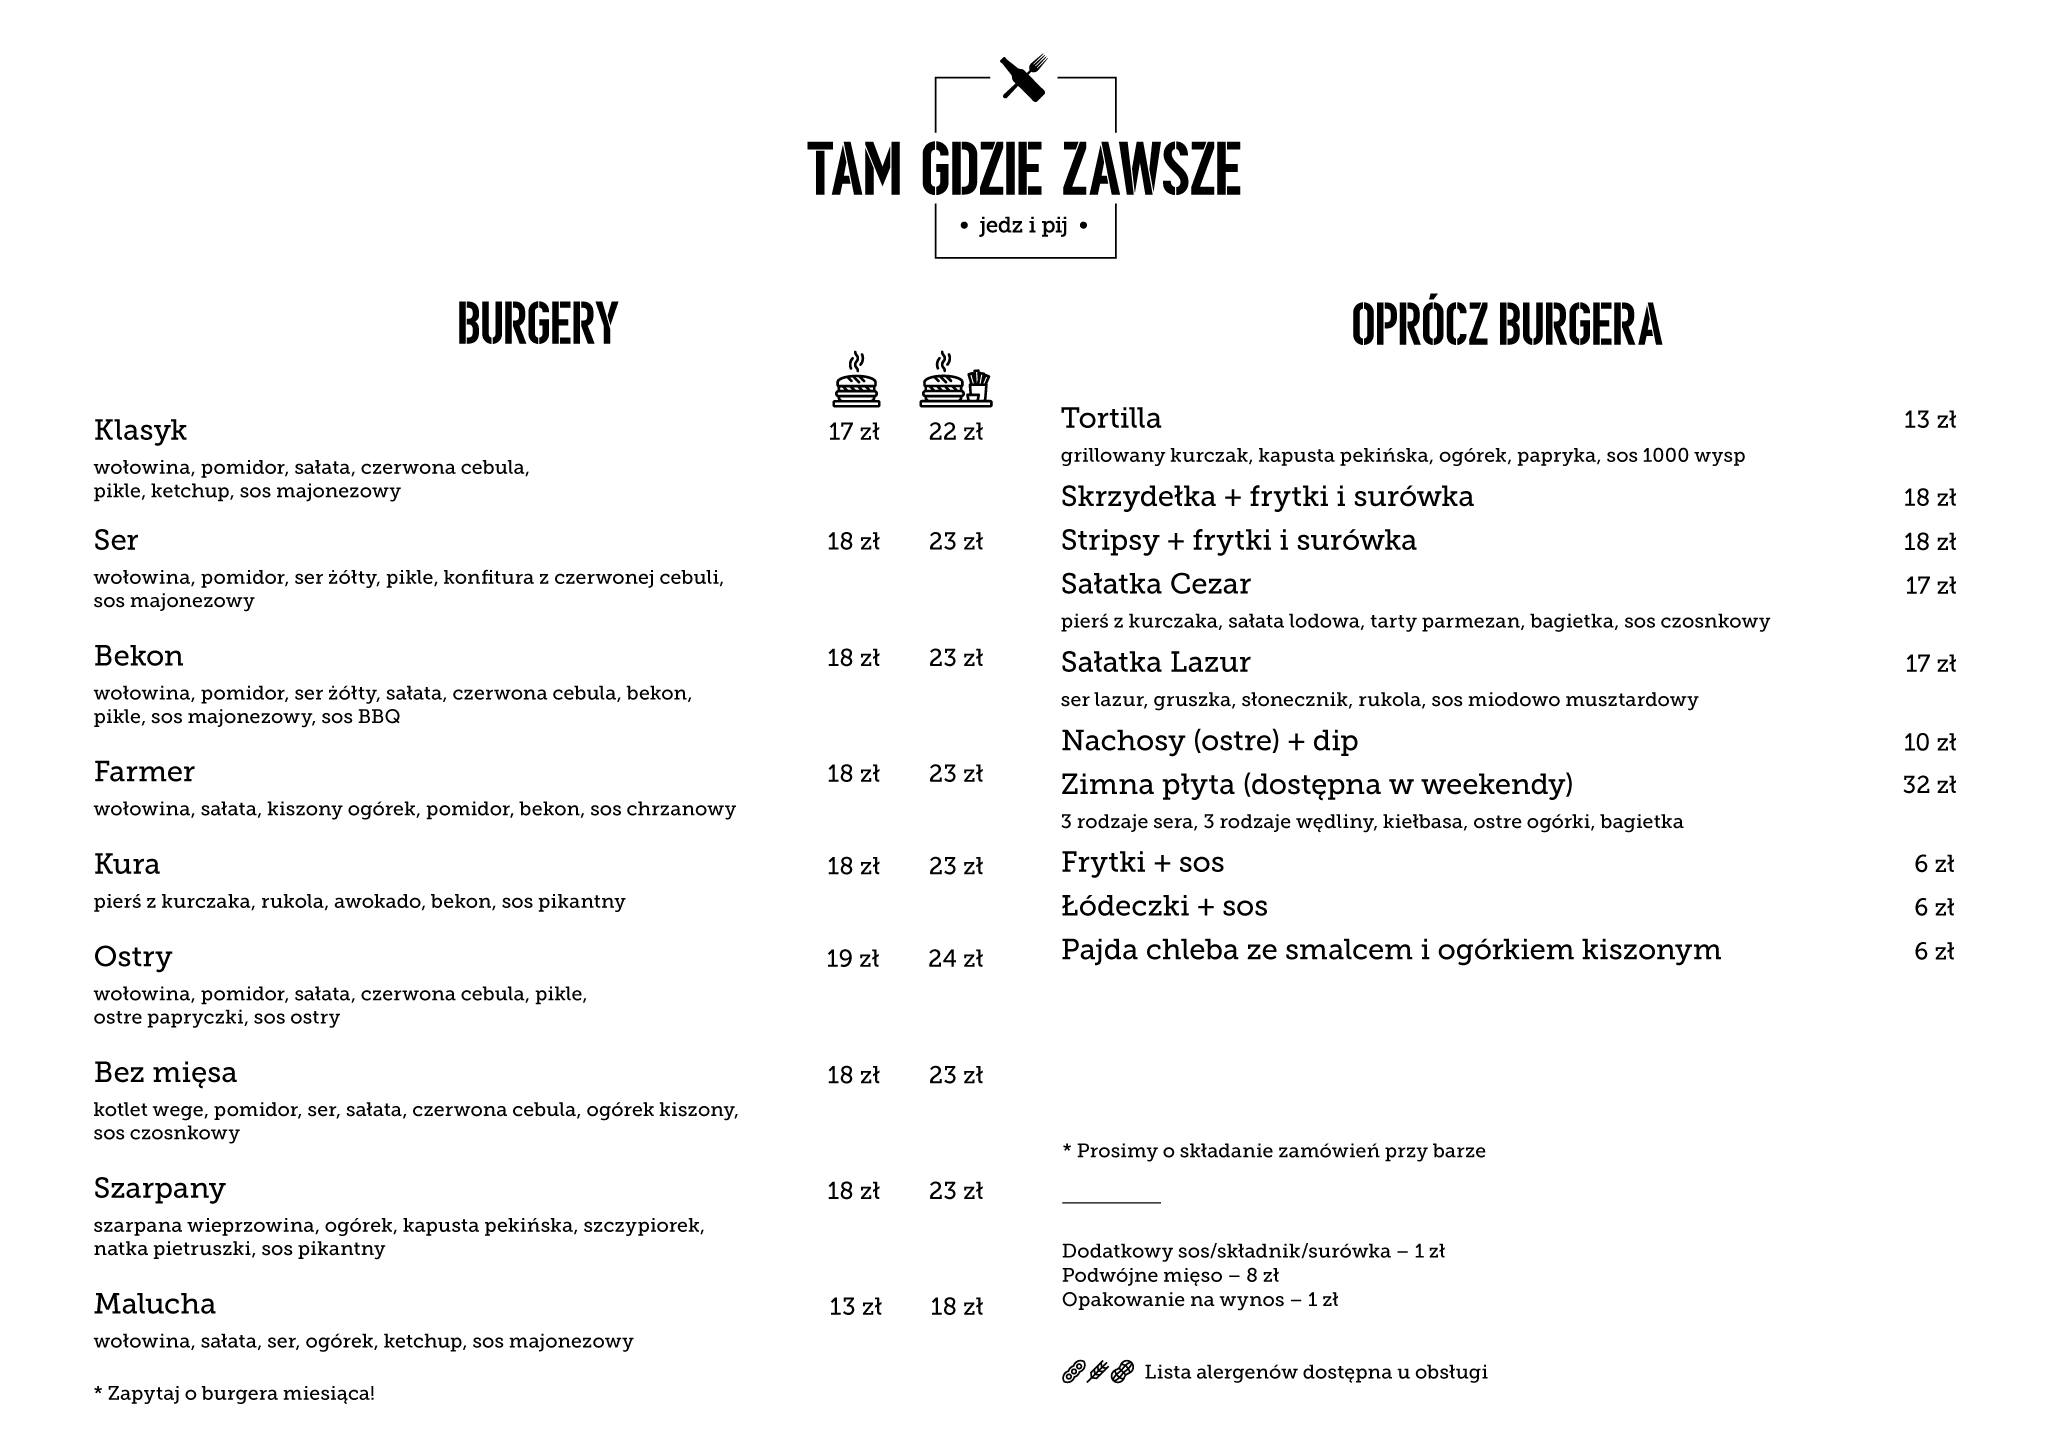 TAM GDZIE ZAWSZE
• jedz i pij •
BURGERY
Klasyk 17 zł 22 zł
wołowina, pomidor, sałata, czerwona cebula,
pikle, ketchup, sos majonezowy
Ser 18 zł 23 zł
wołowina, pomidor, ser żółty, pikle, konfitura z czerwonej cebuli,
sos majonezowy
Bekon 18 zł 23 zł
wołowina, pomidor, ser żółty, sałata, czerwona cebula, bekon,
pikle, sos majonezowy, sos BBQ
Farmer 18 zł 23 zł
wołowina, sałata, kiszony ogórek, pomidor, bekon, sos chrzanowy
Kura 18 zł 23 zł
pierś z kurczaka, rukola, awokado, bekon, sos pikantny
Ostry 19 zł 24 zł
wołowina, pomidor, sałata, czerwona cebula, pikle,
ostre papryczki, sos ostry
Bez mięsa 18 zł 23 zł
kotlet wege, pomidor, ser, sałata, czerwona cebula, ogórek kiszony,
sos czosnkowy
Szarpany 18 zł 23 zł
szarpana wieprzowina, ogórek, kapusta pekińska, szczypiorek,
natka pietruszki, sos pikantny
Malucha 13 zł 18 zł
wołowina, sałata, ser, ogórek, ketchup, sos majonezowy
* Zapytaj o burgera miesiąca!
OPRÓCZ BURGERA
Tortilla 13 zł
grillowany kurczak, kapusta pekińska, ogórek, papryka, sos 1000 wysp
Skrzydełka + frytki i surówka 18 zł
Stripsy + frytki i surówka 18 zł
Sałatka Cezar 17 zł
pierś z kurczaka, sałata lodowa, tarty parmezan, bagietka, sos czosnkowy
Sałatka Lazur 17 zł
ser lazur, gruszka, słonecznik, rukola, sos miodowo musztardowy
Nachosy (ostre) + dip 10 zł
Zimna płyta (dostępna w weekendy) 32 zł
3 rodzaje sera, 3 rodzaje wędliny, kiełbasa, ostre ogórki, bagietka
Frytki + sos 6 zł
Łódeczki + sos 6 zł
Pajda chleba ze smalcem i ogórkiem kiszonym 6 zł
* Prosimy o składanie zamówień przy barze
Dodatkowy sos/składnik/surówka – 1 zł
Podwójne mięso – 8 zł
Opakowanie na wynos – 1 zł
Lista alergenów dostępna u obsługi